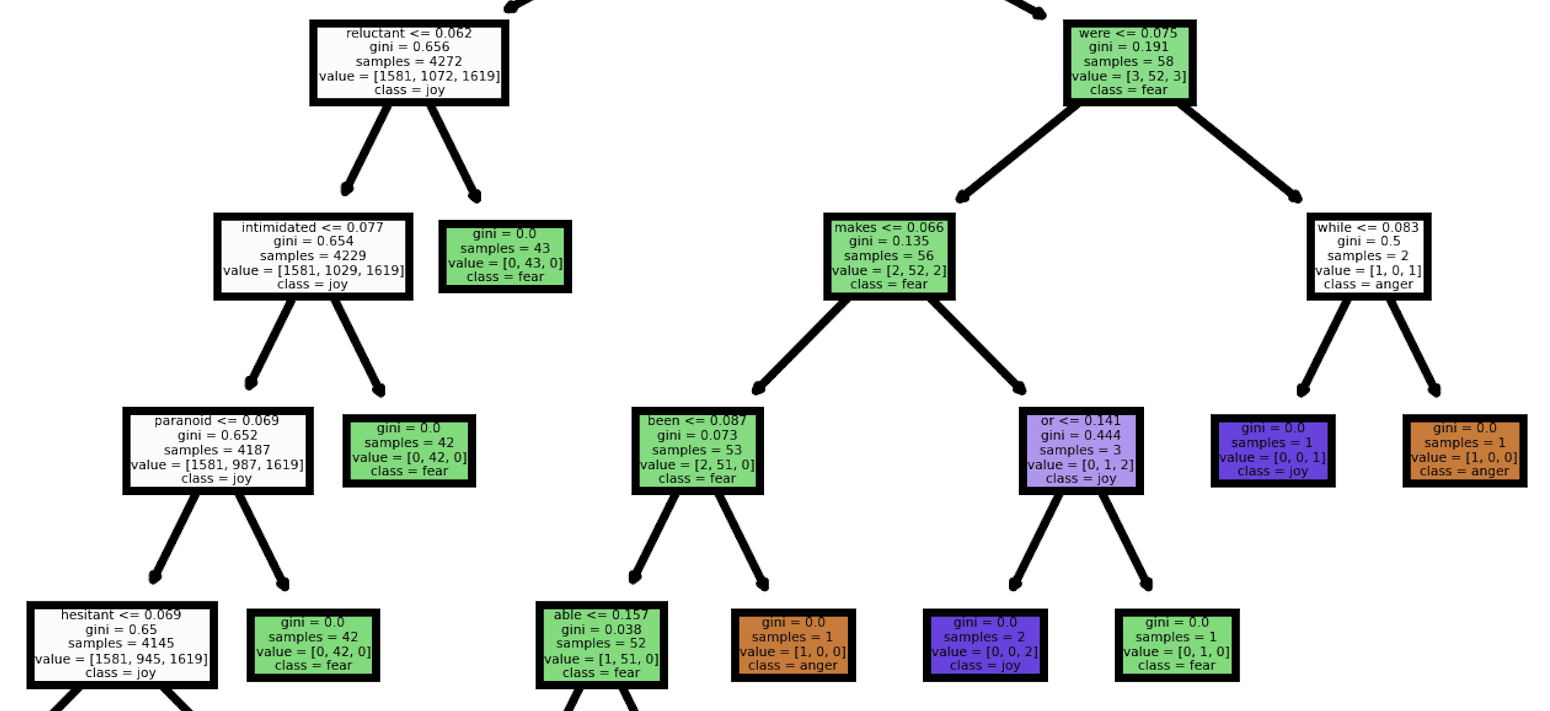 reluctant <= 0.062
gini = 0.656
samples = 4272
value = [1581, 1072, 1619]
class = joy
were <= 0.075
gini = 0.191
samples = 58
value = [3, 52, 3]
class = fear
intimidated <= 0.077
gini = 0.654
samples = 4229
value = [1581, 1029, 1619]
class = joy
gini = 0.0
samples = 43
value = [0, 43, 0]
class = fear
makes <= 0.066
gini = 0.135
samples = 56
value = [2, 52, 2]
class = fear
while <= 0.083
gini = 0.5
samples = 2
value = [1, 0, 1]
class = anger
paranoid <= 0.069
gini = 0.652
samples = 4187
value = [1581, 987, 1619]
class = joy
gini = 0.0
samples = 42
value = [0, 42, 0]
class = fear
been <= 0.087
gini = 0.073
samples = 53
value = [2, 51, 0]
class = fear
or <= 0.141
gini = 0.444
samples = 3
value = [0, 1, 2]
class = joy
gini = 0.0
samples = 1
value = [0, 0, 1]
class = joy
gini = 0.0
samples = 1
value = [1, 0, 0]
class = anger
hesitant <= 0.069
gini = 0.65
samples = 4145
value = [1581, 945, 1619]
class = joy
gini = 0.0
samples = 42
value = [0, 42, 0]
class = fear
able <= 0.157
gini = 0.038
samples = 52
value = [1, 51, 0]
class = fear
gini = 0.0
samples = 1
value = [1, 0, 0]
class = anger
gini = 0.0
samples = 2
value = [0, 0, 2]
class = joy
gini = 0.0
samples = 1
value = [0, 1, 0]
class = fear